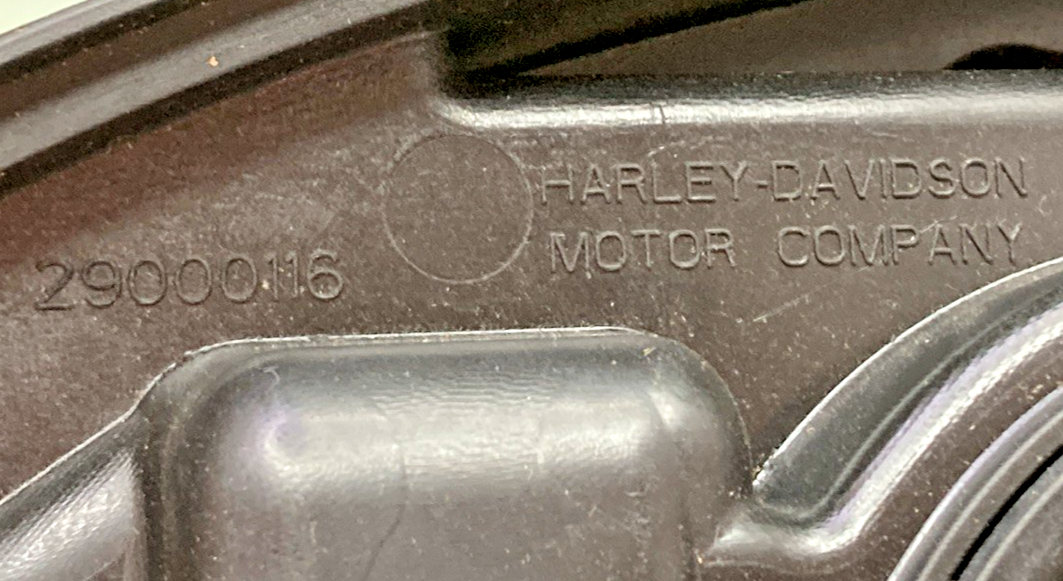 HARLEY-DAVIDSON
MOTOR COMPANY
29000116